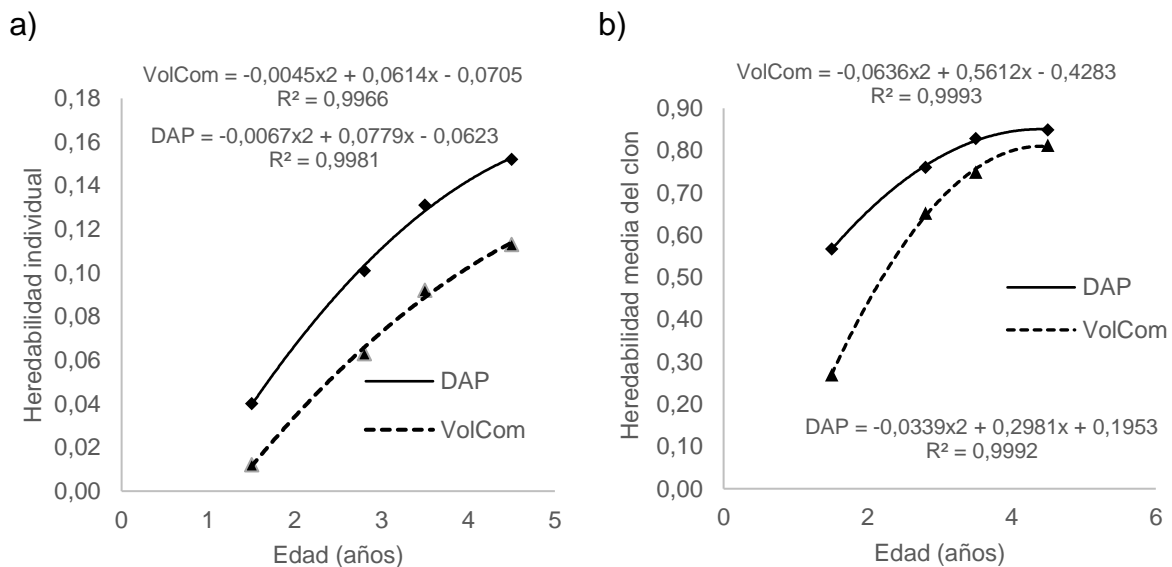 a)
VolCom = -0,0045x2 + 0,0614x - 0,0705
R² = 0,9966
DAP = -0,0067x2 + 0,0779x - 0,0623
R² = 0,9981
Heredabilidad individual
0,18
0,16
0,14
0,12
0,10
0,08
0,06
0,04
0,02
0,00
DAP
VolCom
0 1 2 3 4 5
Edad (años)
b)
VolCom = -0,0636x2 + 0,5612x - 0,4283
R² = 0,9993
Heredabilidad media del clon
0,90
0,80
0,70
0,60
0,50
0,40
0,30
0,20
0,10
0,00
DAP
VolCom
DAP = -0,0339x2 + 0,2981x + 0,1953
R² = 0,9992
0 2 4 6
Edad (años)